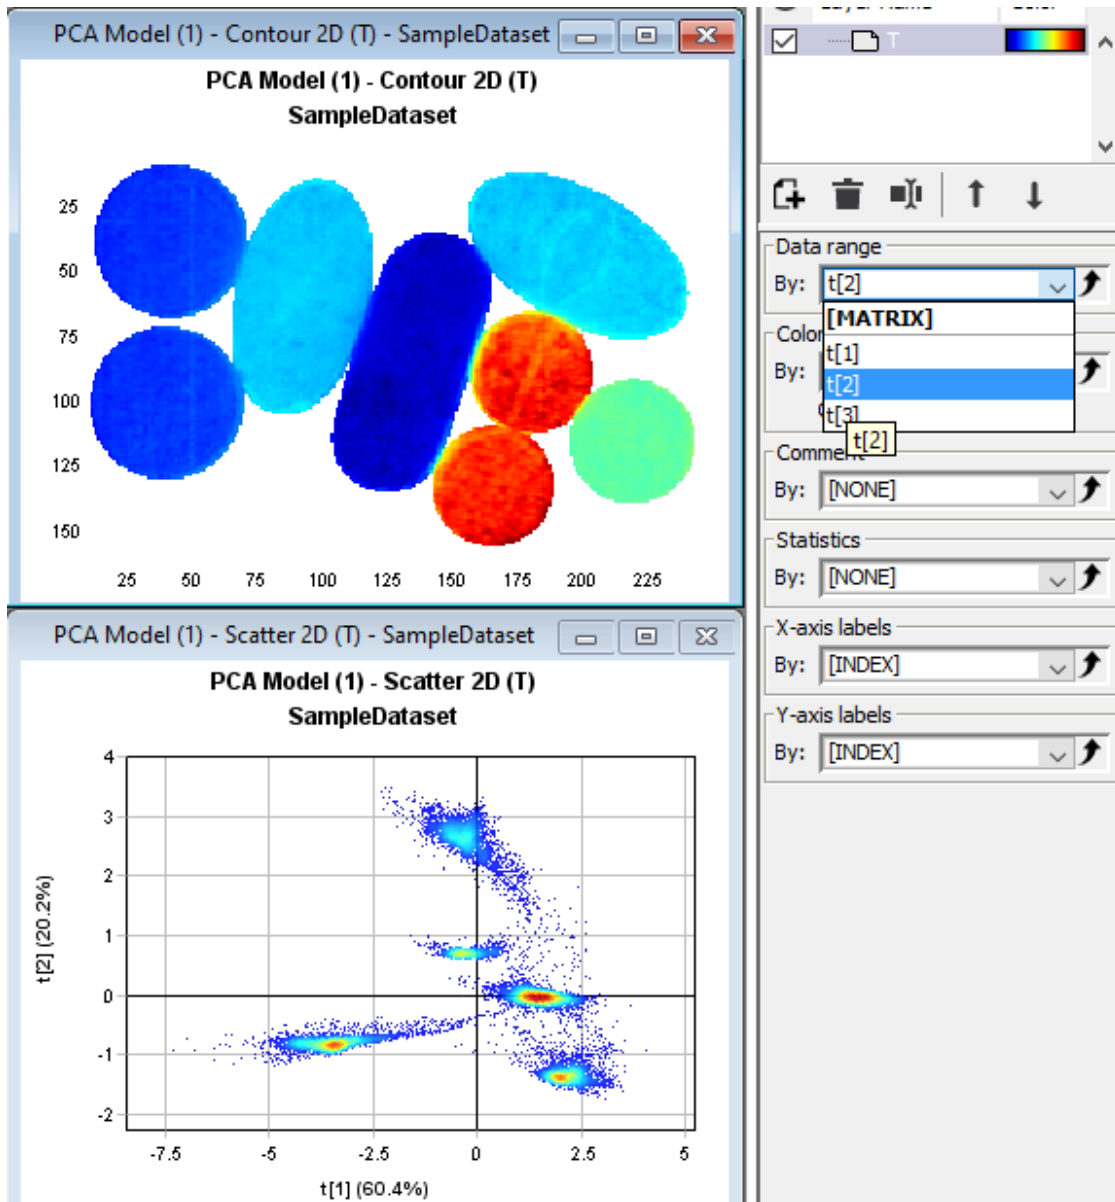 PCA Model (1) - Contour 2D (T) - SampleDataset
PCA Model (1) - Contour 2D (T)
SampleDataset
25
50
75
100
125
150
25 50 75 100 125 150 175 200 225
PCA Model (1) - Scatter 2D (T) - SampleDataset
PCA Model (1) - Scatter 2D (T)
SampleDataset
4
3
2
1
0
-1
-2
t[2] (20.2%)
-7.5 -5 -2.5 0 2.5 5
t[1] (60.4%)
T
Data range
By: t[2]
[MATRIX]
t[1]
t[2]
t[3]
t[2]
By:
Comment
By: [NONE]
Statistics
By: [NONE]
X-axis labels
By: [INDEX]
Y-axis labels
By: [INDEX]